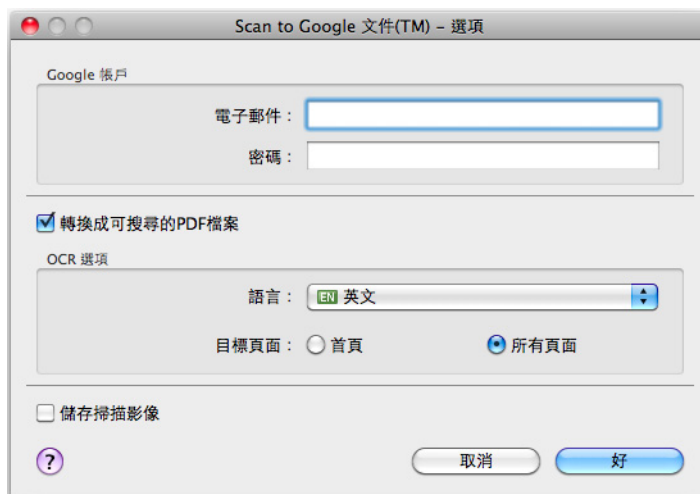 Scan to Google 文件(TM) – 選項
Google 帳戶
電子郵件：
密碼：
轉換成可搜尋的PDF檔案
OCR 選項
語言： EN 英文
目標頁面： 首頁 所有頁面
儲存掃描影像
? 取消 好